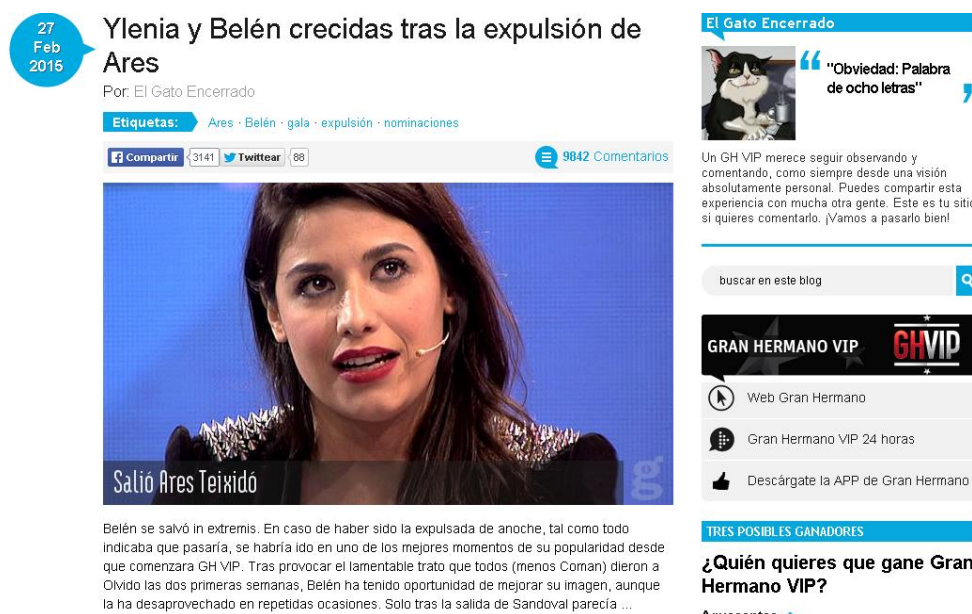 27
Feb
2015
Ylenia y Belén crecidas tras la expulsión de
Ares
Por: El Gato Encerrado
Etiquetas: Ares · Belén · gala · expulsión · nominaciones
Compartir 3141 Twittear 88
9842 Comentarios
Salió Ares Teixidó
g
Belén se salvó in extremis. En caso de haber sido la expulsada de anoche, tal como todo
indicaba que pasaría, se habría ido en uno de los mejores momentos de su popularidad desde
que comenzara GH VIP. Tras provocar el lamentable trato que todos (menos Coman) dieron a
Olvido las dos primeras semanas, Belén ha tenido oportunidad de mejorar su imagen, aunque
la ha desaprovechado en repetidas ocasiones. Solo tras la salida de Sandoval parecía ...
El Gato Encerrado
"Obviedad: Palabra
de ocho letras"
Un GH VIP merece seguir observando y
comentando, como siempre desde una visión
absolutamente personal. Puedes compartir esta
experiencia con mucha otra gente. Este es tu sitio
si quieres comentarlo. ¡Vamos a pasarlo bien!
buscar en este blog
GRAN HERMANO VIP GHVIP
Web Gran Hermano
Gran Hermano VIP 24 horas
Descárgate la APP de Gran Hermano
TRES POSIBLES GANADORES
¿Quién quieres que gane Gran
Hermano VIP?